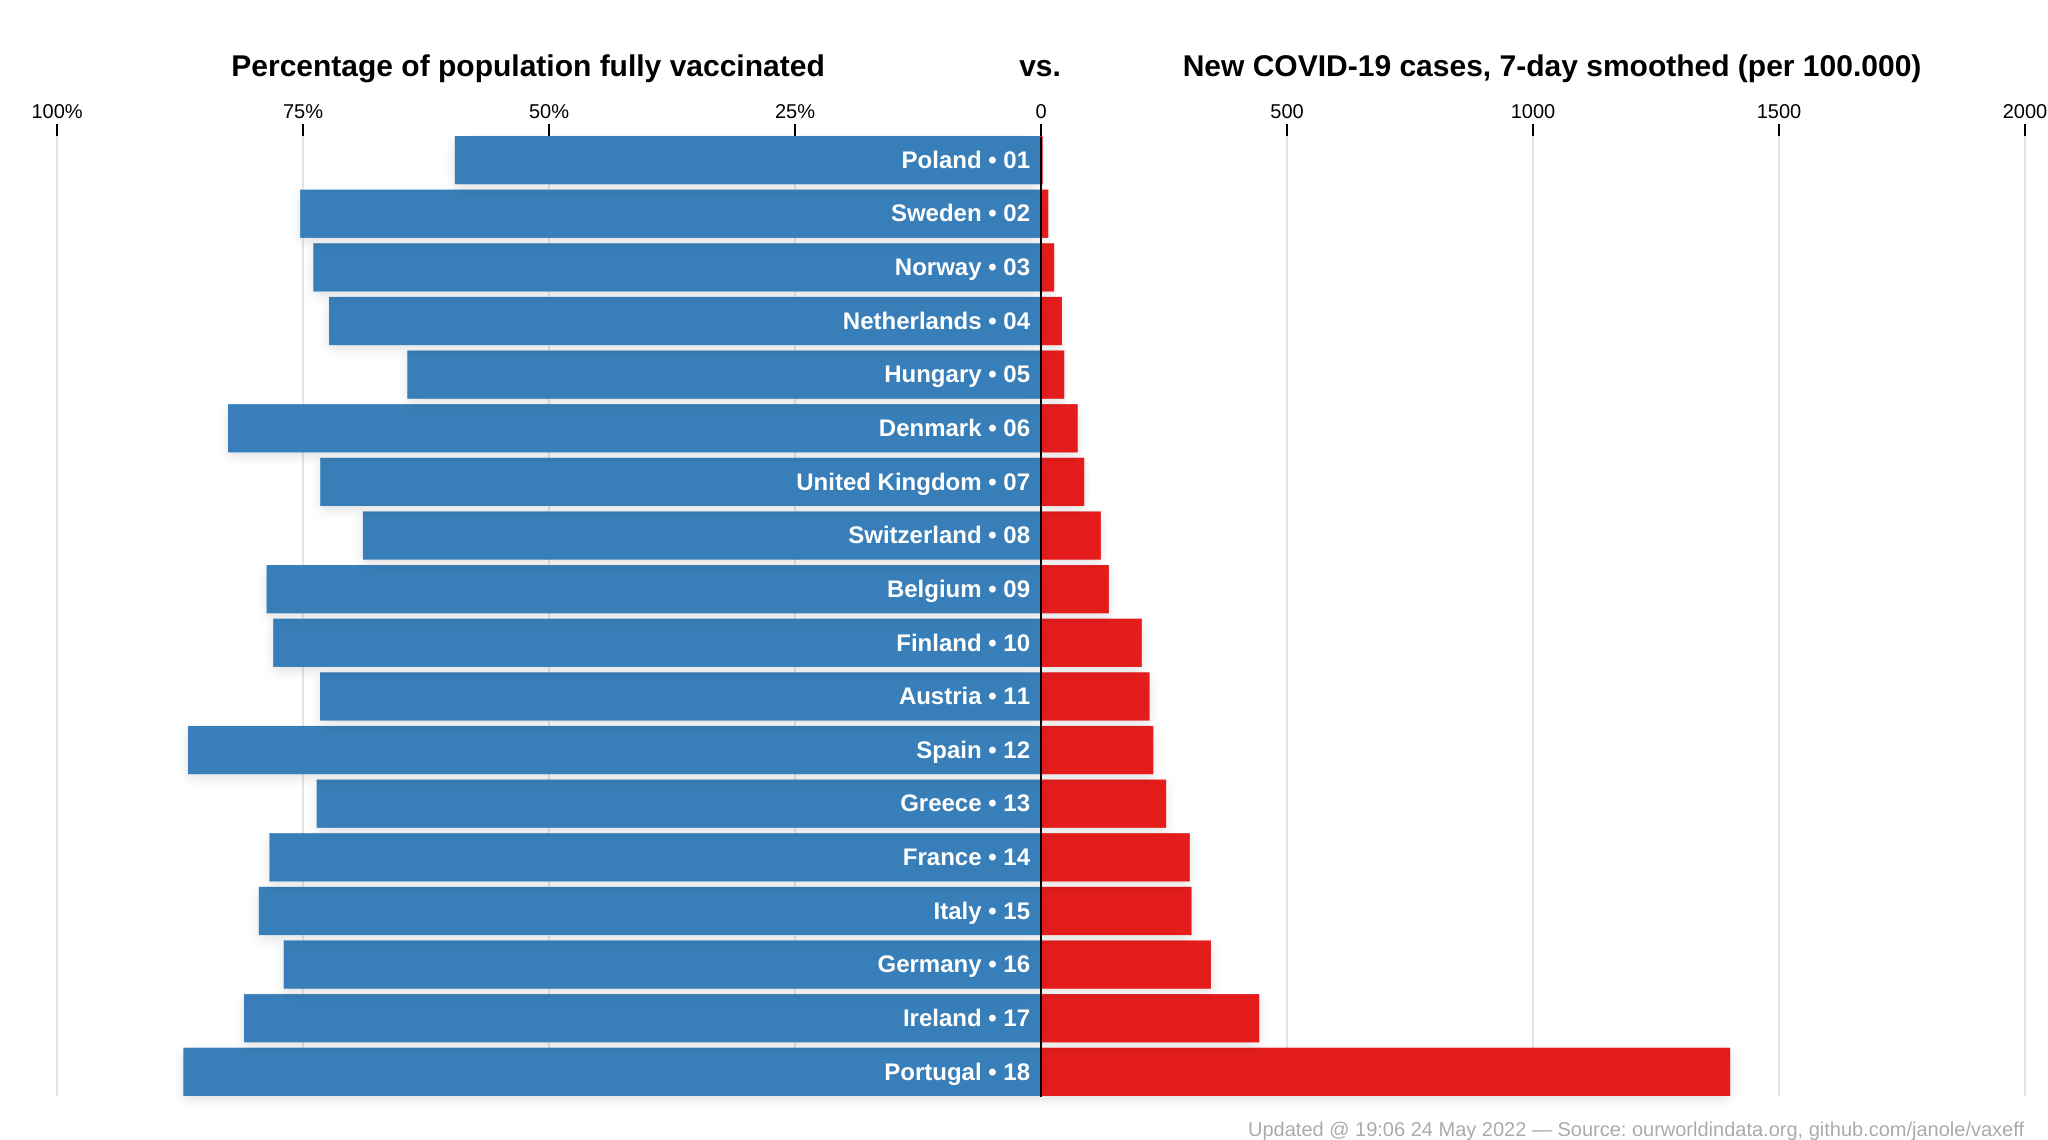 Percentage of population fully vaccinated vs. New COVID-19 cases, 7-day smoothed (per 100.000)
100% 75% 50% 25% 0 500 1000 1500 2000
Poland • 01
Sweden • 02
Norway • 03
Netherlands • 04
Hungary • 05
Denmark • 06
United Kingdom • 07
Switzerland • 08
Belgium • 09
Finland • 10
Austria • 11
Spain • 12
Greece • 13
France • 14
Italy • 15
Germany • 16
Ireland • 17
Portugal • 18
Updated @ 19:06 24 May 2022 — Source: ourworldindata.org, github.com/janole/vaxeff